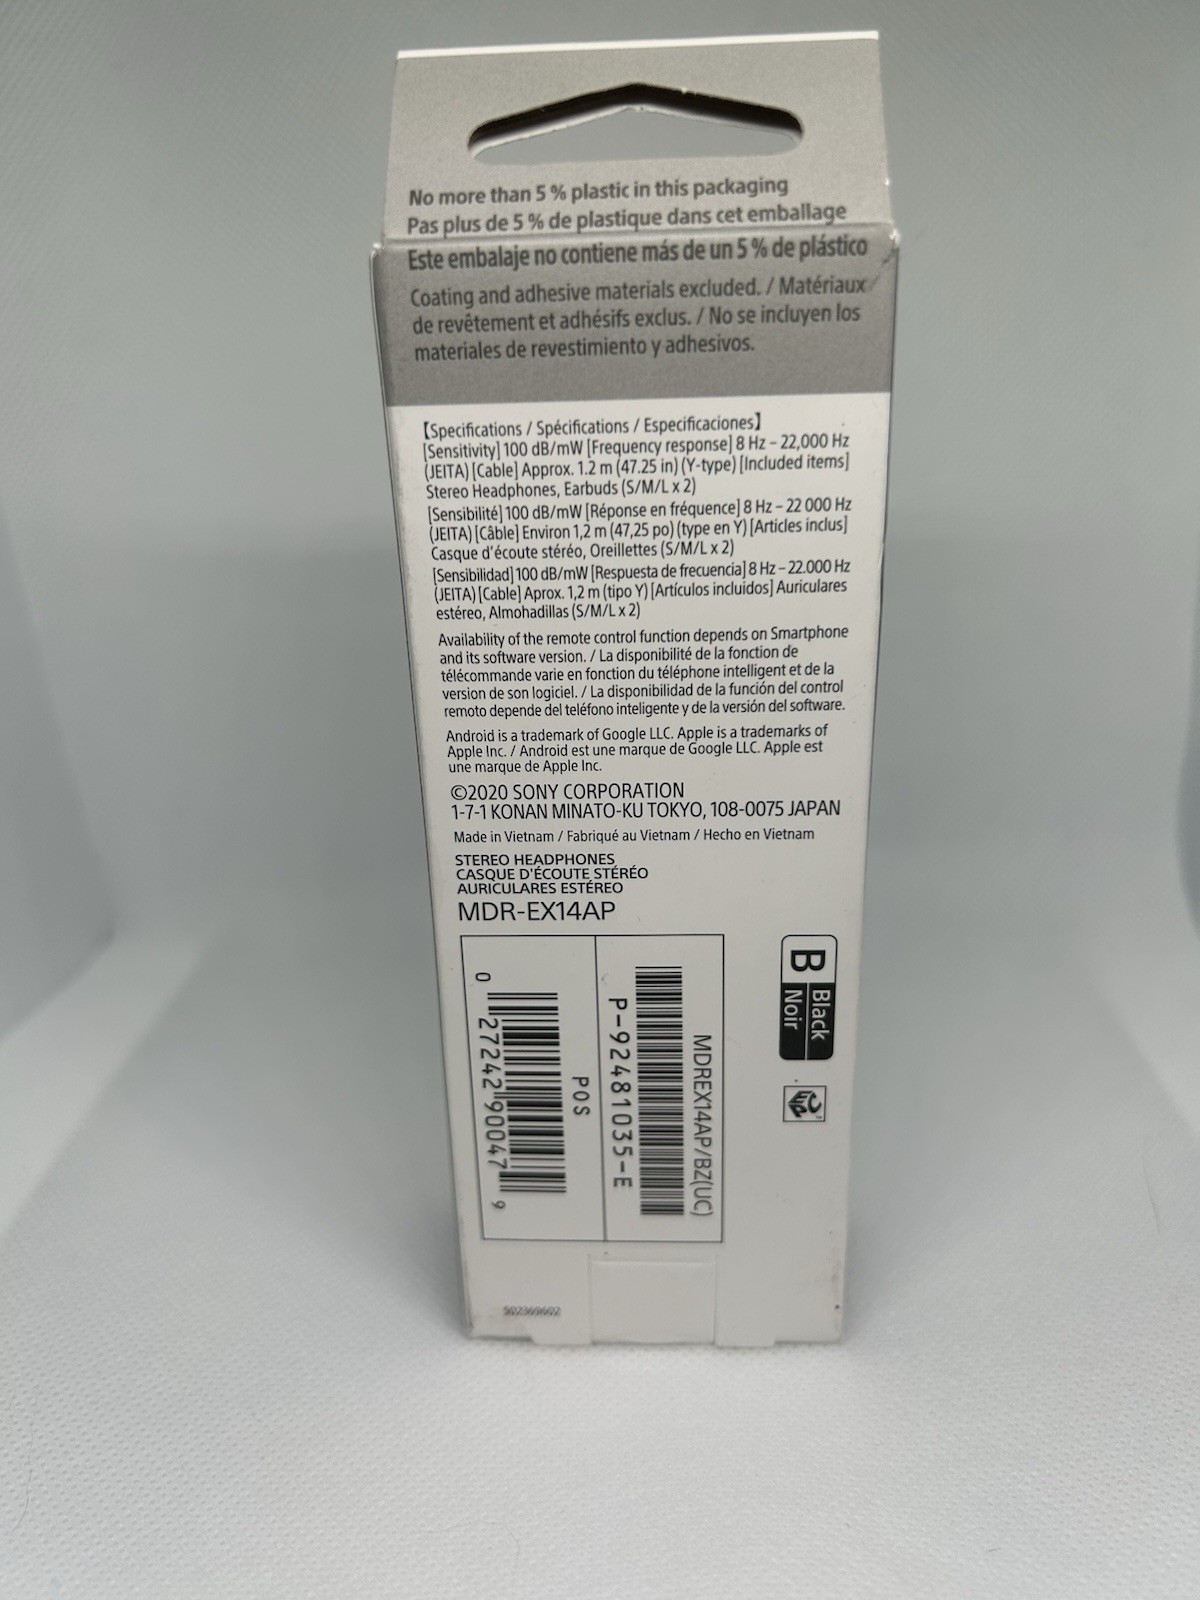 No more than 5 % plastic in this packaging
Pas plus de 5 % de plastique dans cet emballage
Este embalaje no contiene más de un 5 % de plástico
Coating and adhesive materials excluded. / Matériaux
de revêtement et adhésifs exclus. / No se incluyen los
materiales de revestimiento y adhesivos.
【Specifications / Spécifications / Especificaciones】
[Sensitivity] 100 dB/mW [Frequency response] 8 Hz – 22,000 Hz
(JEITA) [Cable] Approx. 1.2 m (47.25 in) (Y-type) [Included items]
Stereo Headphones, Earbuds (S/M/L x 2)
[Sensibilité] 100 dB/mW [Réponse en fréquence] 8 Hz – 22 000 Hz
(JEITA) [Câble] Environ 1,2 m (47,25 po) (type en Y) [Articles inclus]
Casque d'écoute stéréo, Oreillettes (S/M/L x 2)
[Sensibilidad] 100 dB/mW [Respuesta de frecuencia] 8 Hz – 22.000 Hz
(JEITA) [Cable] Aprox. 1,2 m (tipo Y) [Artículos incluidos] Auriculares
estéreo, Almohadillas (S/M/L x 2)
Availability of the remote control function depends on Smartphone
and its software version. / La disponibilité de la fonction de
télécommande varie en fonction du téléphone intelligent et de la
version de son logiciel. / La disponibilidad de la función del control
remoto depende del teléfono inteligente y de la versión del software.
Android is a trademark of Google LLC. Apple is a trademarks of
Apple Inc. / Android est une marque de Google LLC. Apple est
une marque de Apple Inc.
©2020 SONY CORPORATION
1-7-1 KONAN MINATO-KU TOKYO, 108-0075 JAPAN
Made in Vietnam / Fabriqué au Vietnam / Hecho en Vietnam
STEREO HEADPHONES
CASQUE D'ÉCOUTE STÉRÉO
AURICULARES ESTÉREO
MDR-EX14AP
B Black
Noir
MDREX14AP/BZ(UC)
P-92481035-E
POS
0 27242 90047 9
502369602